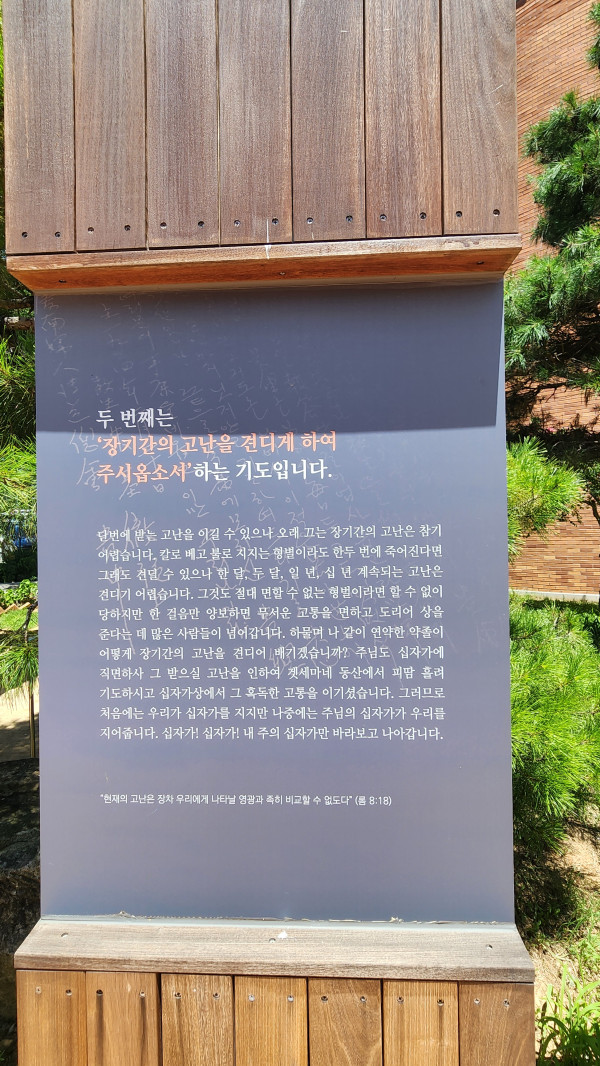 두 번째는
'장기간의 고난을 견디게 하여
주시옵소서'하는 기도입니다.
단번에 받는 고난을 이길 수 있으나 오래 끄는 장기간의 고난은 참기
어렵습니다. 칼로 베고 불로 지지는 형벌이라도 한두 번에 죽어진다면
그래도 견딜 수 있으나 한 달, 두 달, 일 년, 십 년 계속되는 고난은
견디기 어렵습니다. 그것도 절대 면할 수 없는 형벌이라면 할 수 없이
당하지만 한 걸음만 양보하면 무서운 고통을 면하고 도리어 상을
준다는 데 많은 사람들이 넘어갑니다. 하물며 나 같이 연약한 약졸이
어떻게 장기간의 고난을 견디어 배기겠습니까? 주님도 십자가에
직면하사 그 받으실 고난을 인하여 겟세마네 동산에서 피땀 흘려
기도하시고 십자가상에서 그 혹독한 고통을 이기셨습니다. 그러므로
처음에는 우리가 십자가를 지지만 나중에는 주님의 십자가가 우리를
지어줍니다. 십자가! 십자가! 내 주의 십자가만 바라보고 나아갑니다.
"현재의 고난은 장차 우리에게 나타날 영광과 족히 비교할 수 없도다" (롬 8:18)